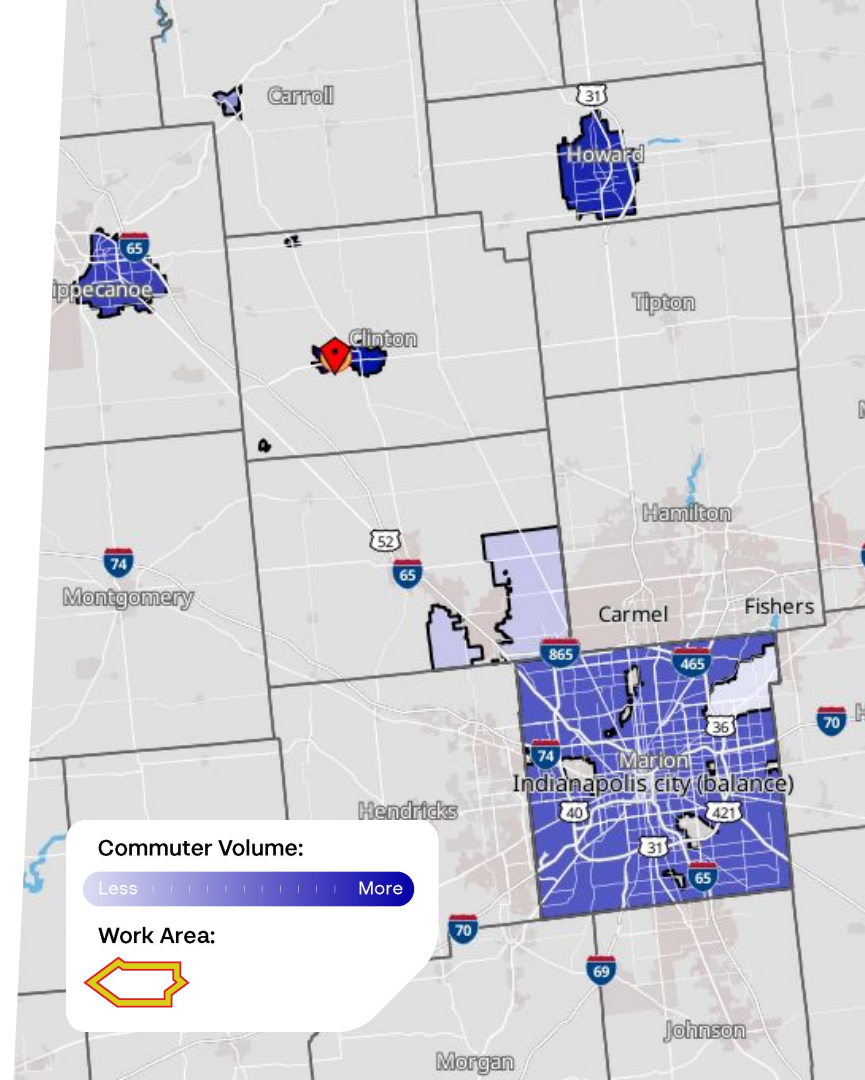 Carroll
31
Howard
65
ippecanoe
Tipton
Clinton
Hamilton
52
65
74
Montgomery
Carmel
Fishers
865
465
70
H
36
74
Marion
Indianapolis city (balance)
40
421
Hendricks
31
65
70
69
Johnson
Morgan
Commuter Volume:
Less
More
Work Area: